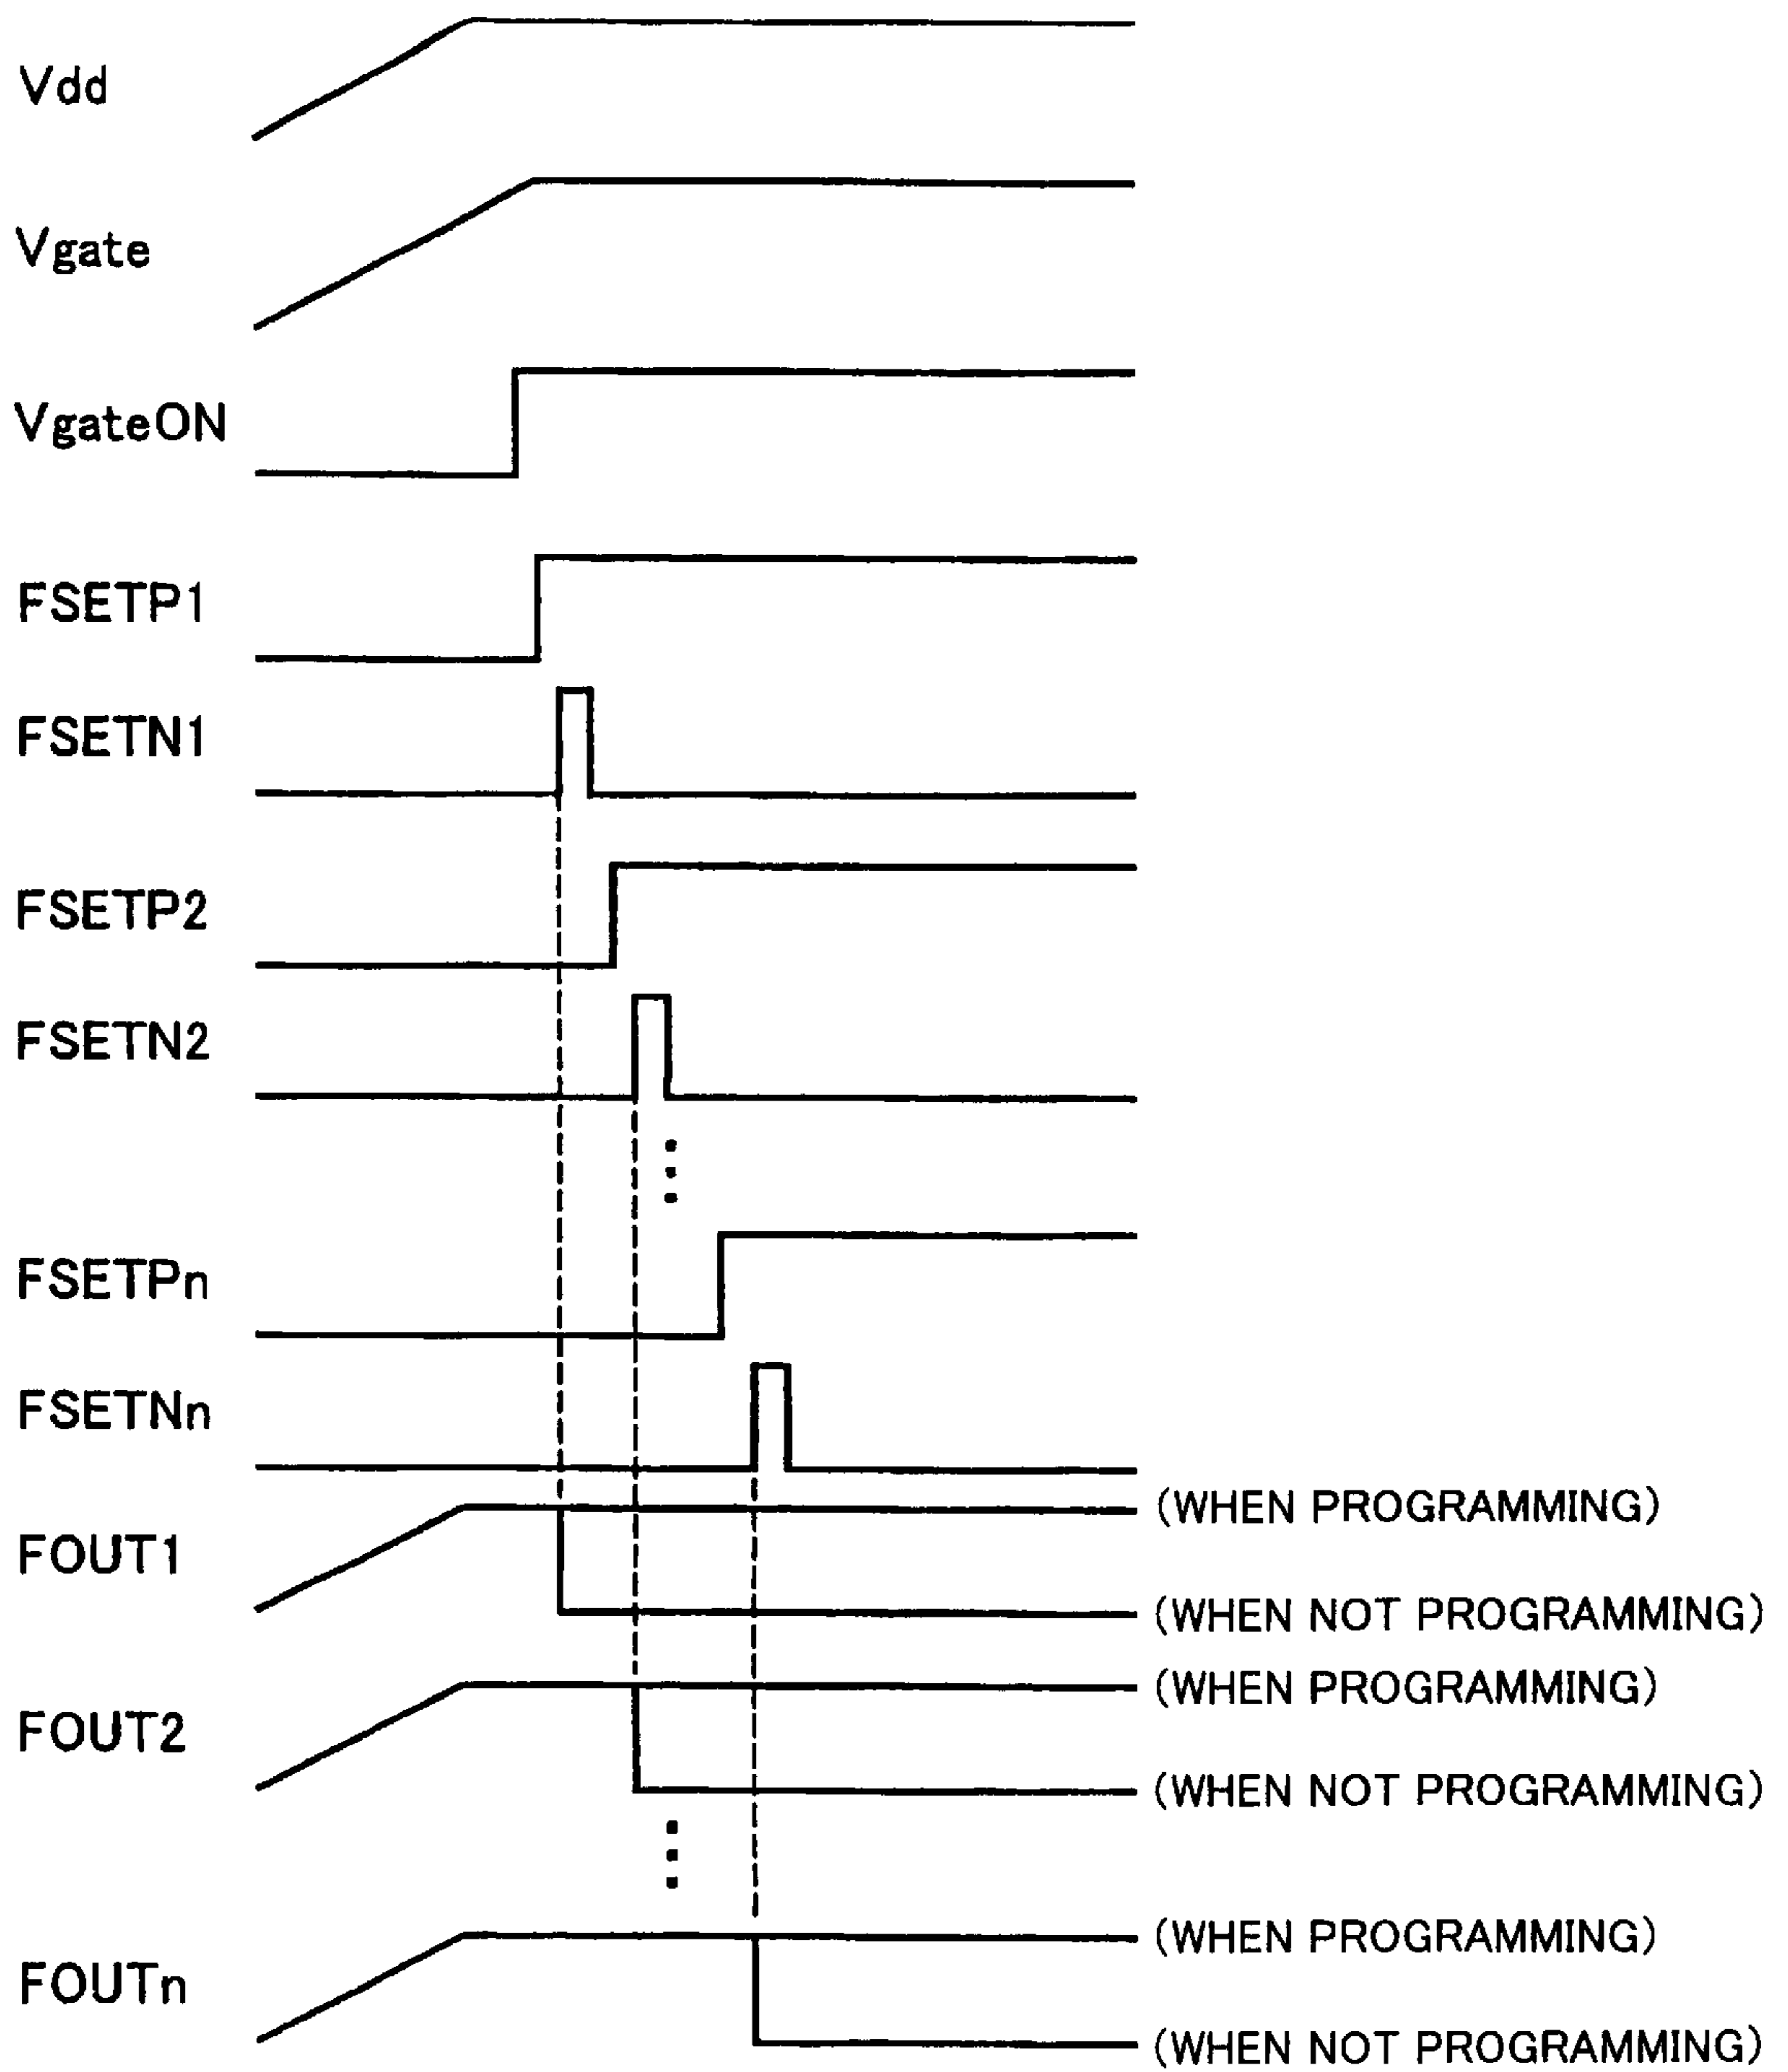 Vdd
Vgate
VgateON
FSETP1
FSETN1
FSETP2
FSETN2
FSETPn
FSETNn
(WHEN PROGRAMMING)
FOUT1
(WHEN NOT PROGRAMMING)
(WHEN PROGRAMMING)
FOUT2
(WHEN NOT PROGRAMMING)
(WHEN PROGRAMMING)
FOUTn
(WHEN NOT PROGRAMMING)